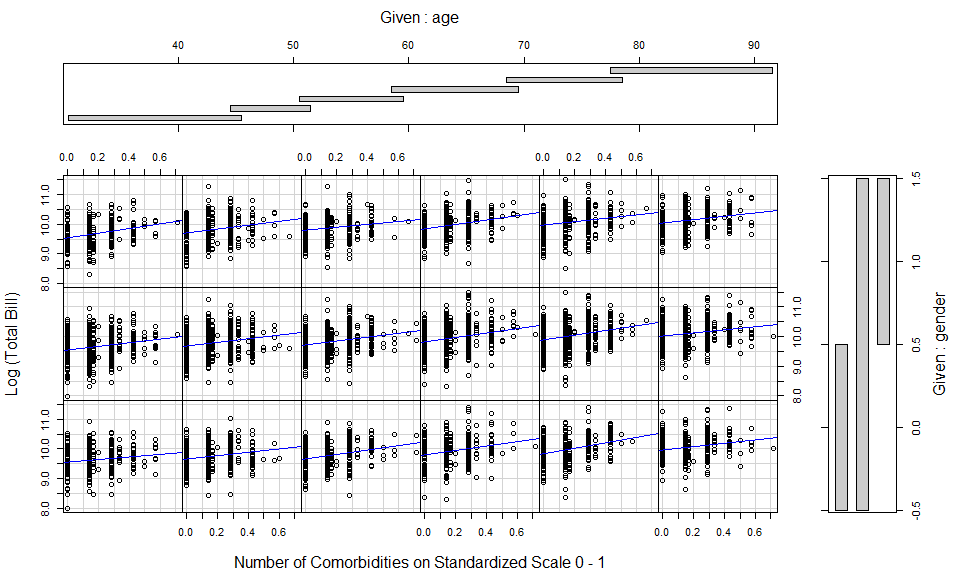 Given : age
40 50 60 70 80 90
0.0 0.2 0.4 0.6 0.0 0.2 0.4 0.6 0.0 0.2 0.4 0.6
8.0 9.0 10.0 11.0
8.0 9.0 10.0 11.0
8.0 9.0 10.0 11.0
Log (Total Bill)
0.0 0.2 0.4 0.6 0.0 0.2 0.4 0.6 0.0 0.2 0.4 0.6
Number of Comorbidities on Standardized Scale 0 - 1
-0.5 0.0 0.5 1.0 1.5
Given : gender